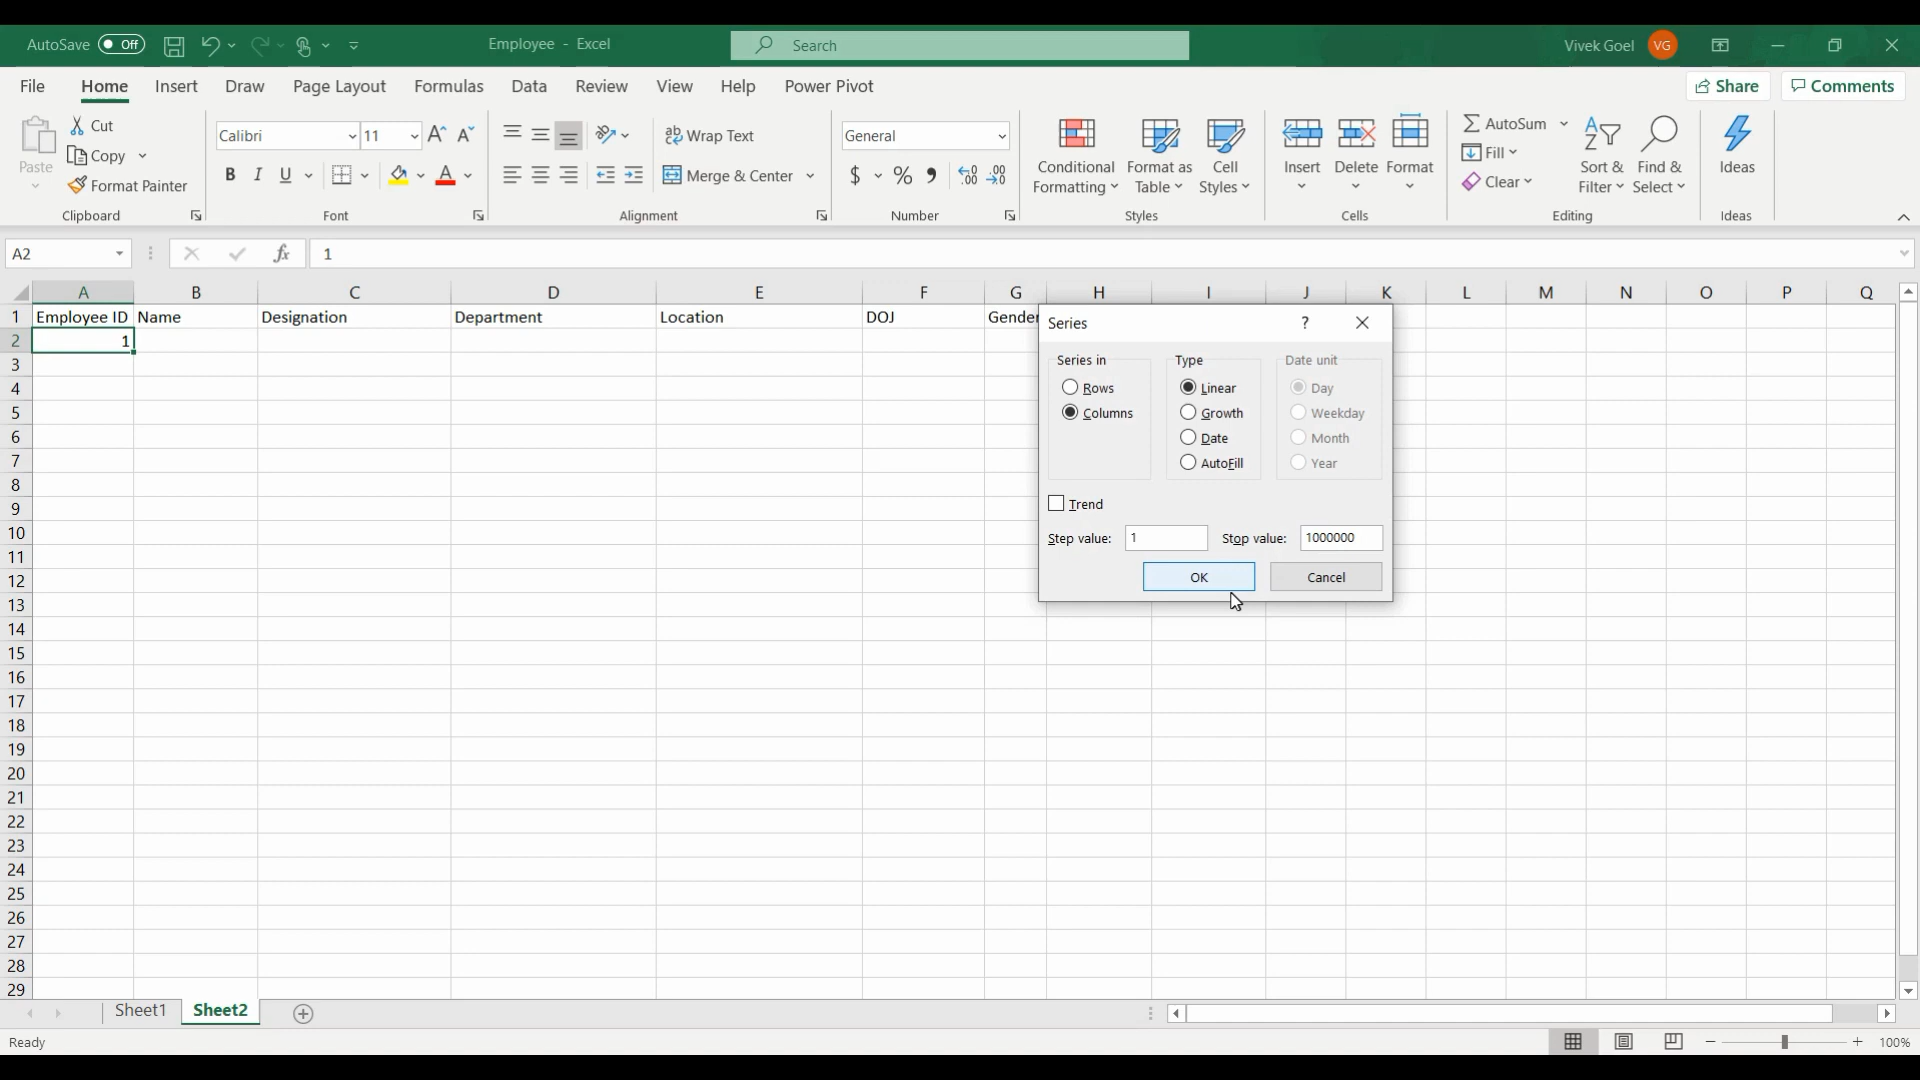 AutoSave Off Employee - Excel Search Vivek Goel VG
File Home Insert Draw Page Layout Formulas Data Review View Help Power Pivot Share Comments
Paste Cut Copy Format Painter Clipboard
Calibri 11 B I U A Font
Wrap Text Merge & Center Alignment
General $ % Number
Conditional Formatting Format as Table Cell Styles Styles
Insert Delete Format Cells
AutoSum Fill Clear Sort & Filter Find & Select Editing
Ideas Ideas
A2 fx 1
A B C D E F G H I J K L M N O P Q
1 Employee ID Name Designation Department Location DOJ Gender
2 1
3
4
5
6
7
8
9
10
11
12
13
14
15
16
17
18
19
20
21
22
23
24
25
26
27
28
29
Series ?
Series in Type Date unit
Rows Linear Day
Columns Growth Weekday
Date Month
AutoFill Year
Trend
Step value: 1 Stop value: 1000000
OK Cancel
Sheet1 Sheet2
Ready 100%